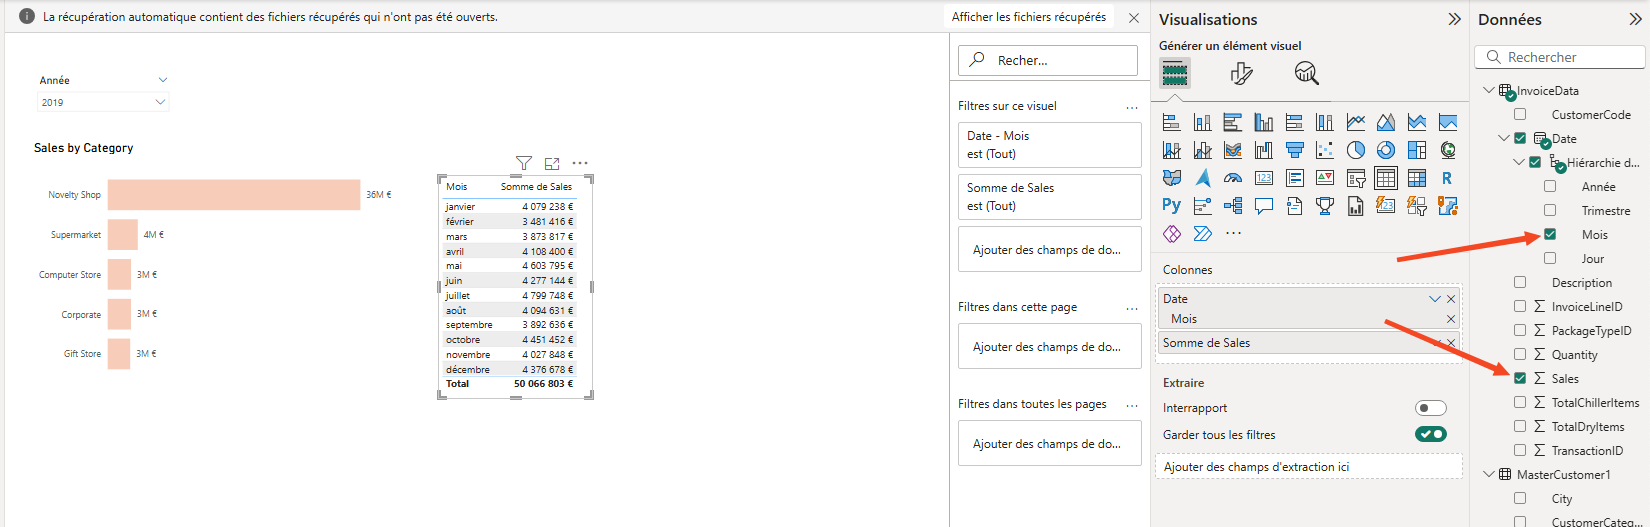 La récupération automatique contient des fichiers récupérés qui n'ont pas été ouverts.
Afficher les fichiers récupérés
Année
2019
Sales by Category
Novelty Shop
36M €
Supermarket
4M €
Computer Store
3M €
Corporate
3M €
Gift Store
3M €
Mois Somme de Sales
janvier 4 079 238 €
février 3 481 416 €
mars 3 873 817 €
avril 4 108 400 €
mai 4 603 795 €
juin 4 277 144 €
juillet 4 799 748 €
août 4 094 631 €
septembre 3 892 636 €
octobre 4 451 452 €
novembre 4 027 848 €
décembre 4 376 678 €
Total 50 066 803 €
Recher...
Filtres sur ce visuel
Date - Mois
est (Tout)
Somme de Sales
est (Tout)
Ajouter des champs de do...
Filtres dans cette page
Ajouter des champs de do...
Filtres dans toutes les pages
Ajouter des champs de do...
Visualisations
Générer un élément visuel
123
R
Py
123
Colonnes
Date
Mois
Somme de Sales
Extraire
Interrapport
Garder tous les filtres
Ajouter des champs d'extraction ici
Données
Rechercher
InvoiceData
CustomerCode
Date
Hiérarchie d...
Année
Trimestre
Mois
Jour
Description
InvoiceLineID
PackageTypeID
Quantity
Sales
TotalChillerItems
TotalDryItems
TransactionID
MasterCustomer1
City
CustomerCateg...